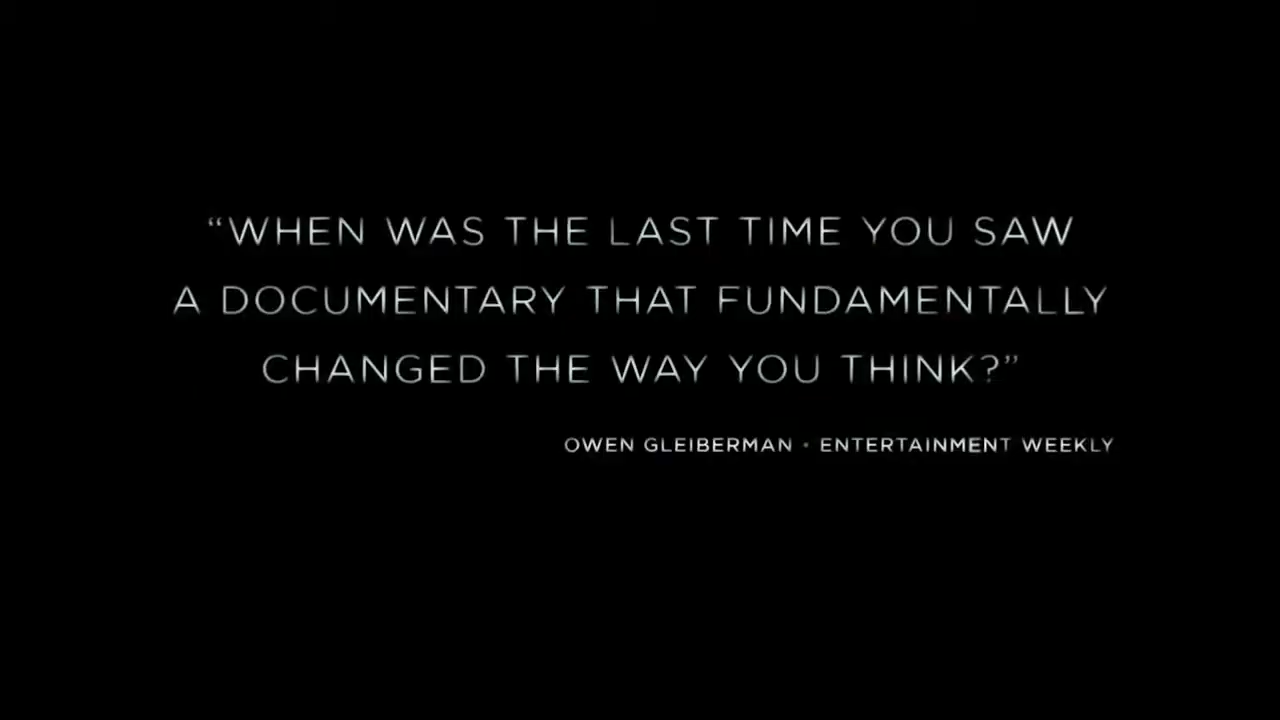 “WHEN WAS THE LAST TIME YOU SAW
A DOCUMENTARY THAT FUNDAMENTALLY
CHANGED THE WAY YOU THINK?”
OWEN GLEIBERMAN • ENTERTAINMENT WEEKLY